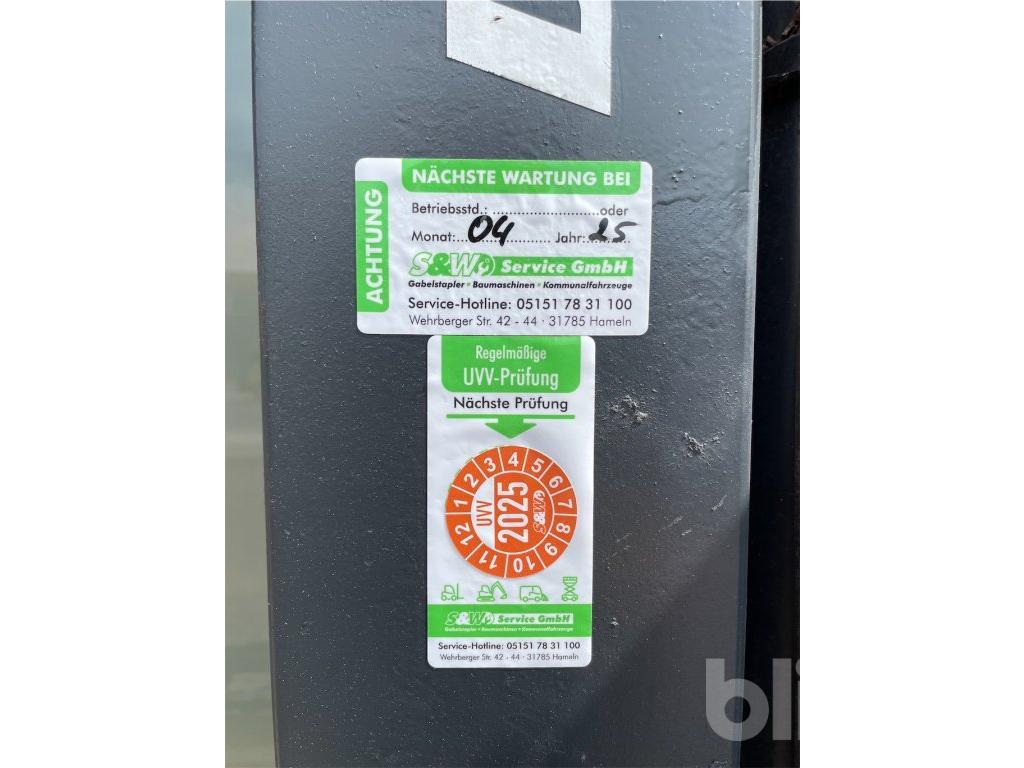 ACHTUNG
NÄCHSTE WARTUNG BEI
Betriebsstd.: ...........................oder
Monat:...04........... Jahr:.25.......
S&W Service GmbH
Gabelstapler • Baumaschinen • Kommunalfahrzeuge
Service-Hotline: 05151 78 31 100
Wehrberger Str. 42 - 44 · 31785 Hameln
Regelmäßige
UVV-Prüfung
Nächste Prüfung
1 2 3 4 5 6 7 8 9 10 11 12
UVV
2025
S&W
S&W Service GmbH
Gabelstapler • Baumaschinen • Kommunalfahrzeuge
Service-Hotline: 05151 78 31 100
Wehrberger Str. 42 - 44 · 31785 Hameln